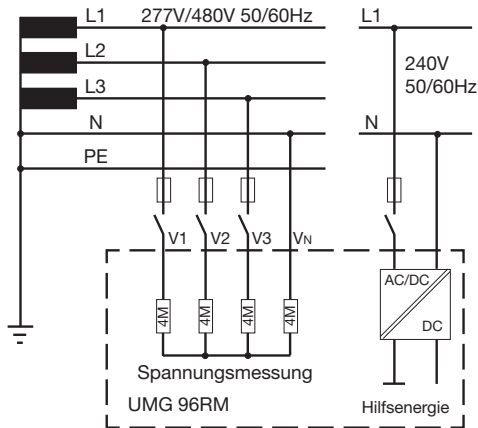 L1 277V/480V 50/60Hz
L2
L3
N
PE
L1
240V
50/60Hz
N
V1 V2 V3 VN
4M 4M 4M 4M
AC/DC
DC
Spannungsmessung
UMG 96RM
Hilfsenergie